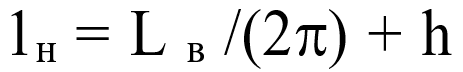 lн = L в /(2π) + h